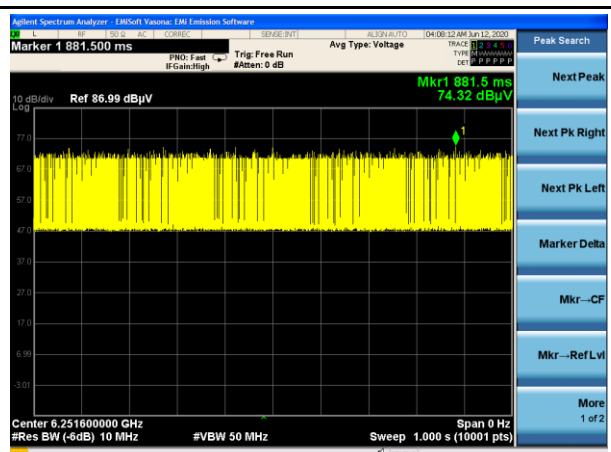 Agilent Spectrum Analyzer - EMiSoft Vasona: EMi Emission Software
L RF 50 Ω AC CORREC SENSE:INT ALIGN AUTO 04:08:12 AM Jun 12, 2020
Marker 1 881.500 ms
PNO: Fast
IFGain:High
Trig: Free Run
#Atten: 0 dB
Avg Type: Voltage
TRACE 1 2 3 4 5 6
TYPE
DET P P P P P P
Peak Search
Mkr1 881.5 ms
74.32 dBµV
10 dB/div Ref 86.99 dBµV
Log
1
77.0
67.0
57.0
47.0
37.0
27.0
17.0
6.99
-3.01
Next Peak
Next Pk Right
Next Pk Left
Marker Delta
Mkr→CF
Mkr→Ref Lvl
More
1 of 2
Center 6.251600000 GHz
Span 0 Hz
#Res BW (-6dB) 10 MHz
#VBW 50 MHz
Sweep 1.000 s (10001 pts)